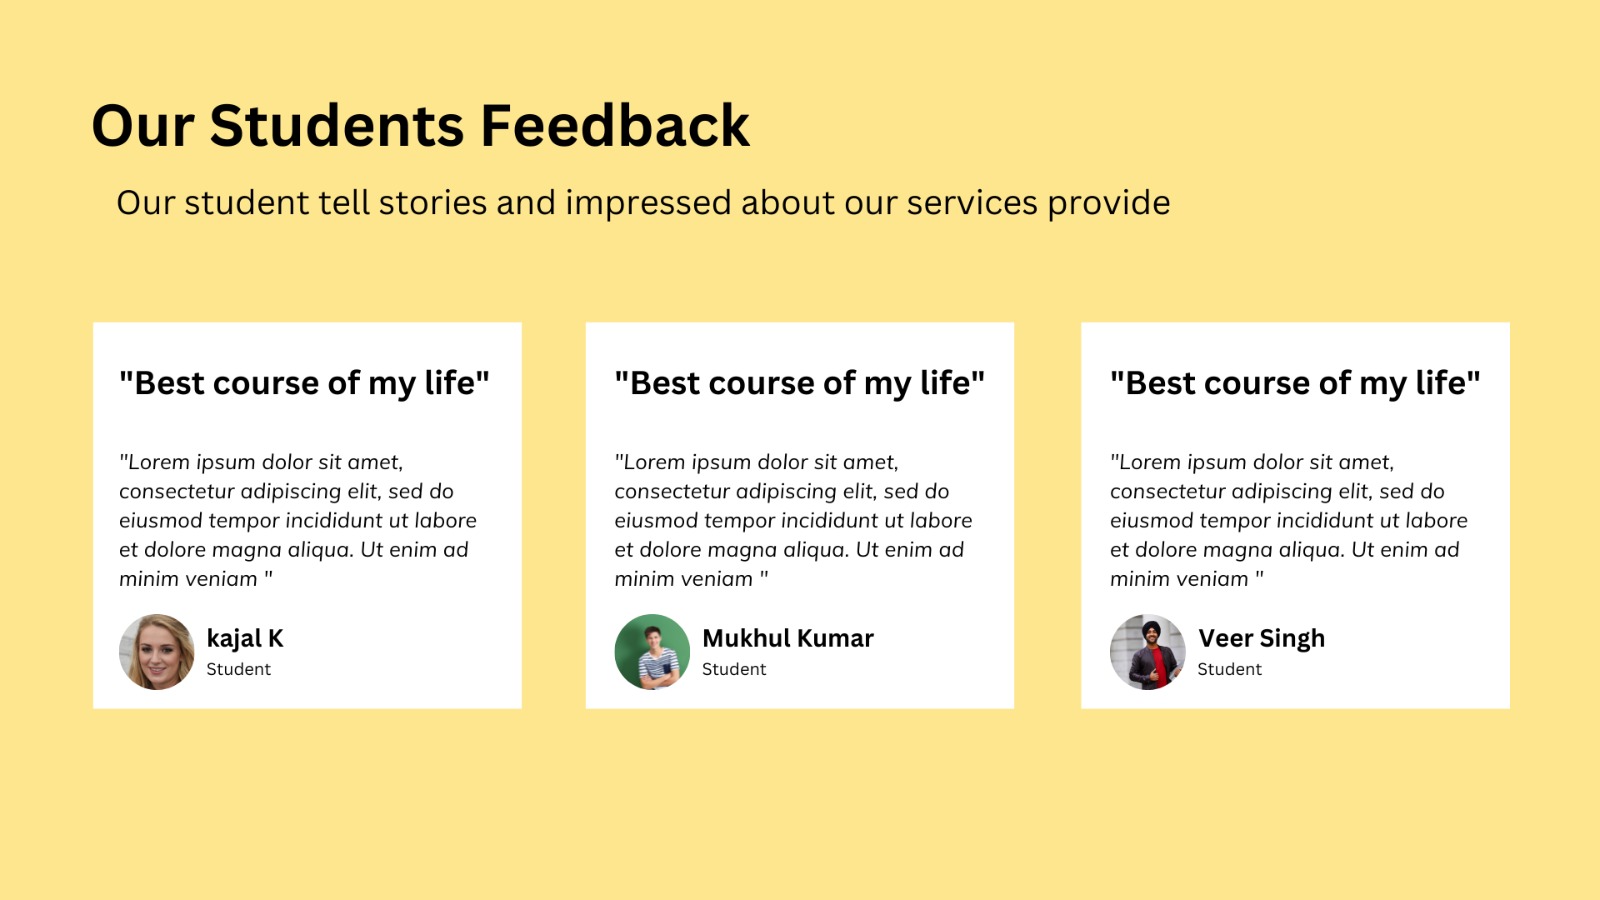 Our Students Feedback
Our student tell stories and impressed about our services provide
"Best course of my life"
"Lorem ipsum dolor sit amet,
consectetur adipiscing elit, sed do
eiusmod tempor incididunt ut labore
et dolore magna aliqua. Ut enim ad
minim veniam "
kajal K
Student
"Best course of my life"
"Lorem ipsum dolor sit amet,
consectetur adipiscing elit, sed do
eiusmod tempor incididunt ut labore
et dolore magna aliqua. Ut enim ad
minim veniam "
Mukhul Kumar
Student
"Best course of my life"
"Lorem ipsum dolor sit amet,
consectetur adipiscing elit, sed do
eiusmod tempor incididunt ut labore
et dolore magna aliqua. Ut enim ad
minim veniam "
Veer Singh
Student